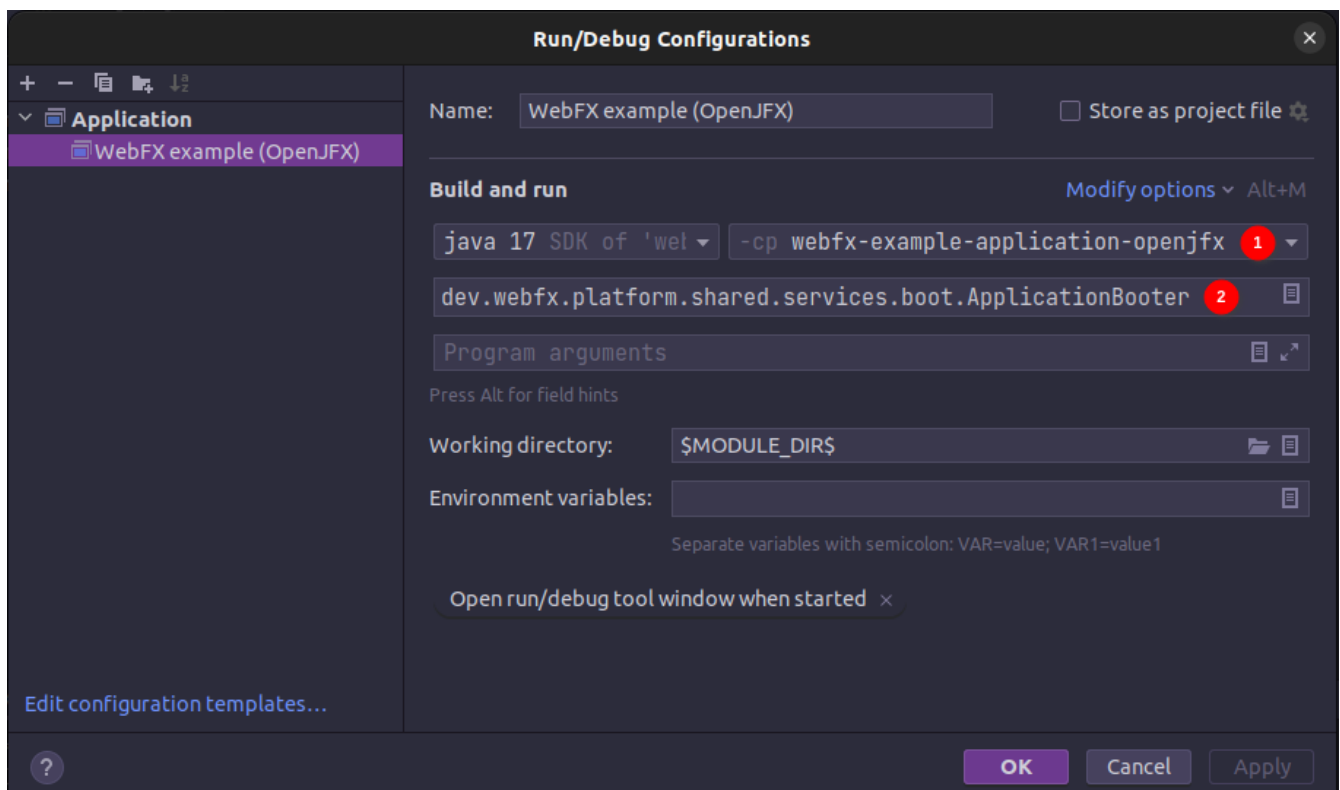 Run/Debug Configurations
Application
WebFX example (OpenJFX)
Name: WebFX example (OpenJFX) Store as project file
Build and run Modify options Alt+M
java 17 SDK of 'wel -cp webfx-example-application-openjfx 1
dev.webfx.platform.shared.services.boot.ApplicationBooter 2
Program arguments
Press Alt for field hints
Working directory: $MODULE_DIR$
Environment variables:
Separate variables with semicolon: VAR=value; VAR1=value1
Open run/debug tool window when started ×
Edit configuration templates...
? OK Cancel Apply